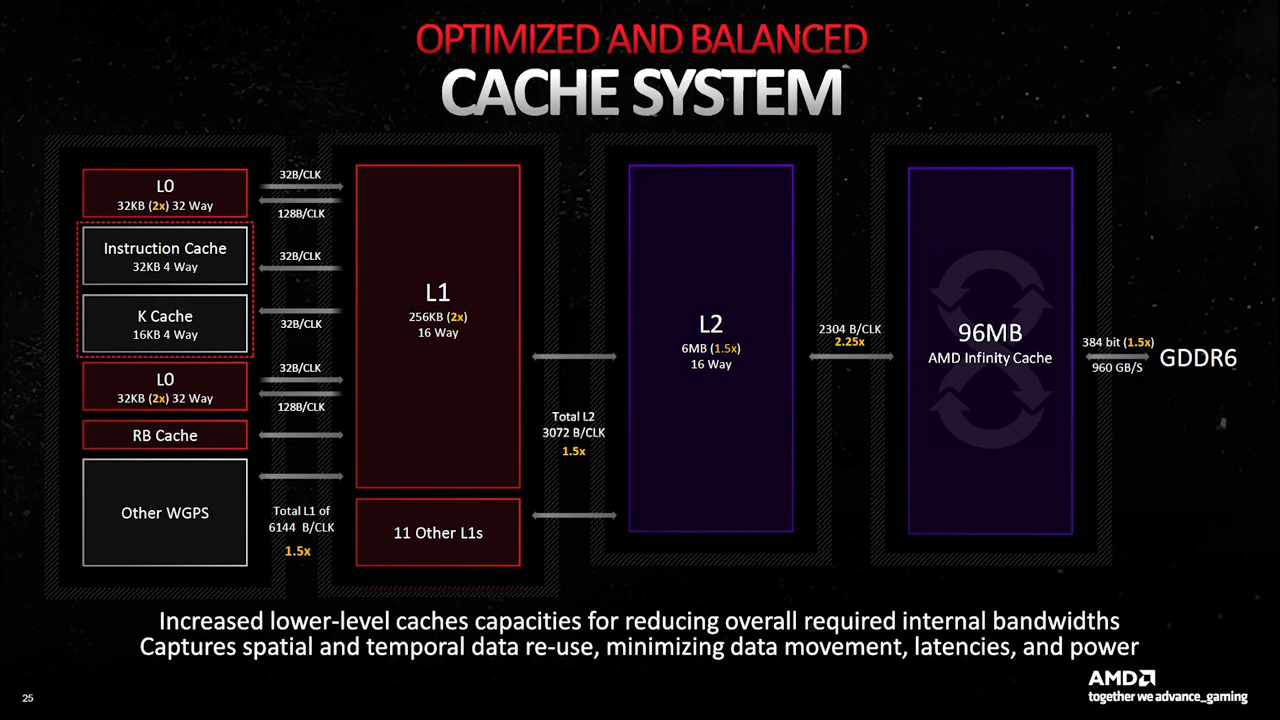 OPTIMIZED AND BALANCED
CACHE SYSTEM
L0
32KB (2x) 32 Way
Instruction Cache
32KB 4 Way
K Cache
16KB 4 Way
L0
32KB (2x) 32 Way
RB Cache
Other WGPS
32B/CLK
128B/CLK
32B/CLK
32B/CLK
32B/CLK
128B/CLK
Total L1 of
6144 B/CLK
1.5x
L1
256KB (2x)
16 Way
11 Other L1s
Total L2
3072 B/CLK
1.5x
L2
6MB (1.5x)
16 Way
2304 B/CLK
2.25x
96MB
AMD Infinity Cache
384 bit (1.5x)
960 GB/S
GDDR6
Increased lower-level caches capacities for reducing overall required internal bandwidths
Captures spatial and temporal data re-use, minimizing data movement, latencies, and power
25
AMD
together we advance_gaming